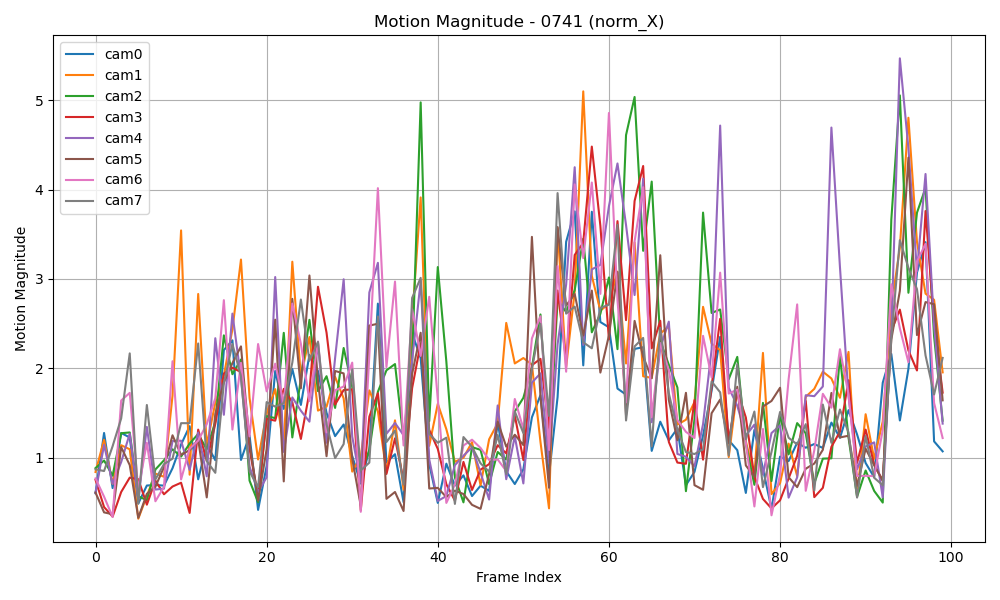 Motion Magnitude - 0741 (norm_X)
cam0
cam1
cam2
cam3
cam4
cam5
cam6
cam7
Motion Magnitude
5
4
3
2
1
0 20 40 60 80 100
Frame Index